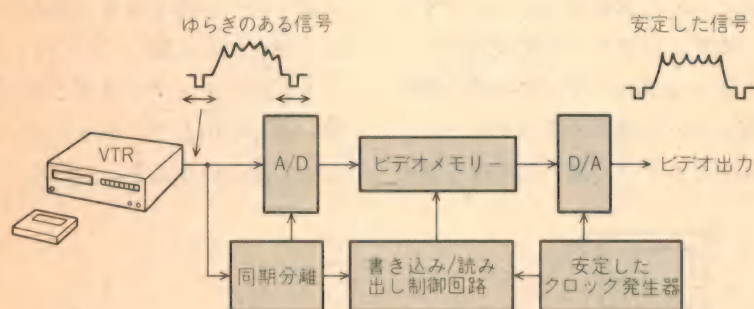 ゆらぎのある信号
安定した信号
VTR
A/D
ビデオメモリー
D/A
ビデオ出力
同期分離
書き込み/読み
出し制御回路
安定した
クロック発生器